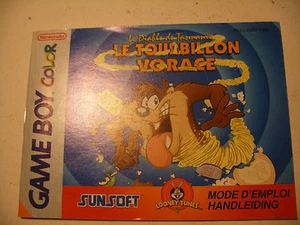 Nintendo
GAME BOY COLOR
Le Diable de Tasmanie
LE TOURBILLON
VORACE
SUNSOFT
LOONEY TUNES
MODE D'EMPLOI
HANDLEIDING